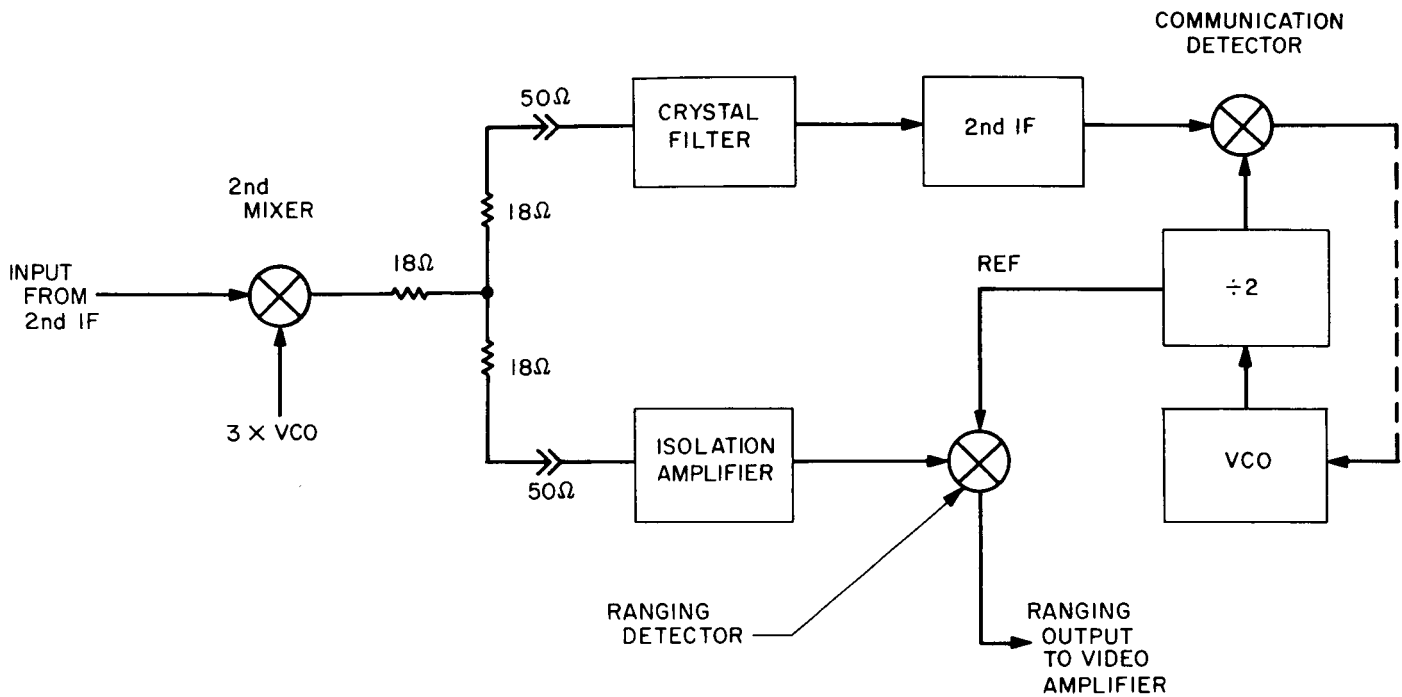 COMMUNICATION
DETECTOR
50Ω
CRYSTAL
FILTER
2nd IF
2nd
MIXER
18Ω
INPUT
FROM
2nd IF
18Ω
REF
÷2
18Ω
3 × VCO
ISOLATION
AMPLIFIER
VCO
50Ω
RANGING
DETECTOR
RANGING
OUTPUT
TO VIDEO
AMPLIFIER